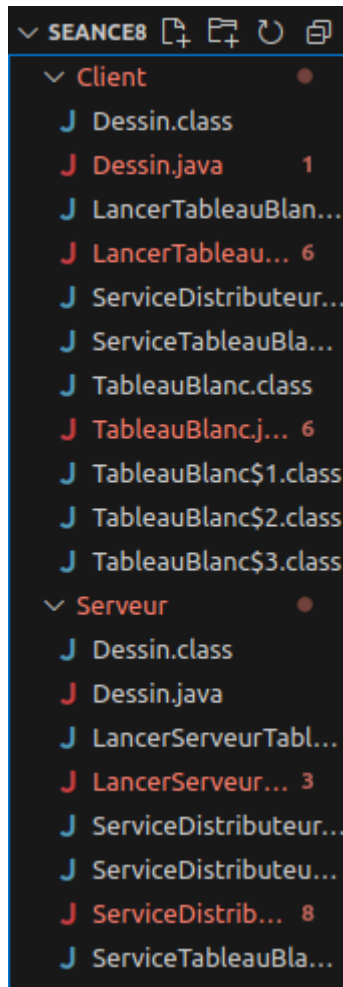 SEANCE8
Client
Dessin.class
Dessin.java 1
LancerTableauBlan...
LancerTableau... 6
ServiceDistributeur...
ServiceTableauBla...
TableauBlanc.class
TableauBlanc.j... 6
TableauBlanc$1.class
TableauBlanc$2.class
TableauBlanc$3.class
Serveur
Dessin.class
Dessin.java
LancerServeurTabl...
LancerServeur... 3
ServiceDistributeur...
ServiceDistributeu...
ServiceDistrib... 8
ServiceTableauBla...